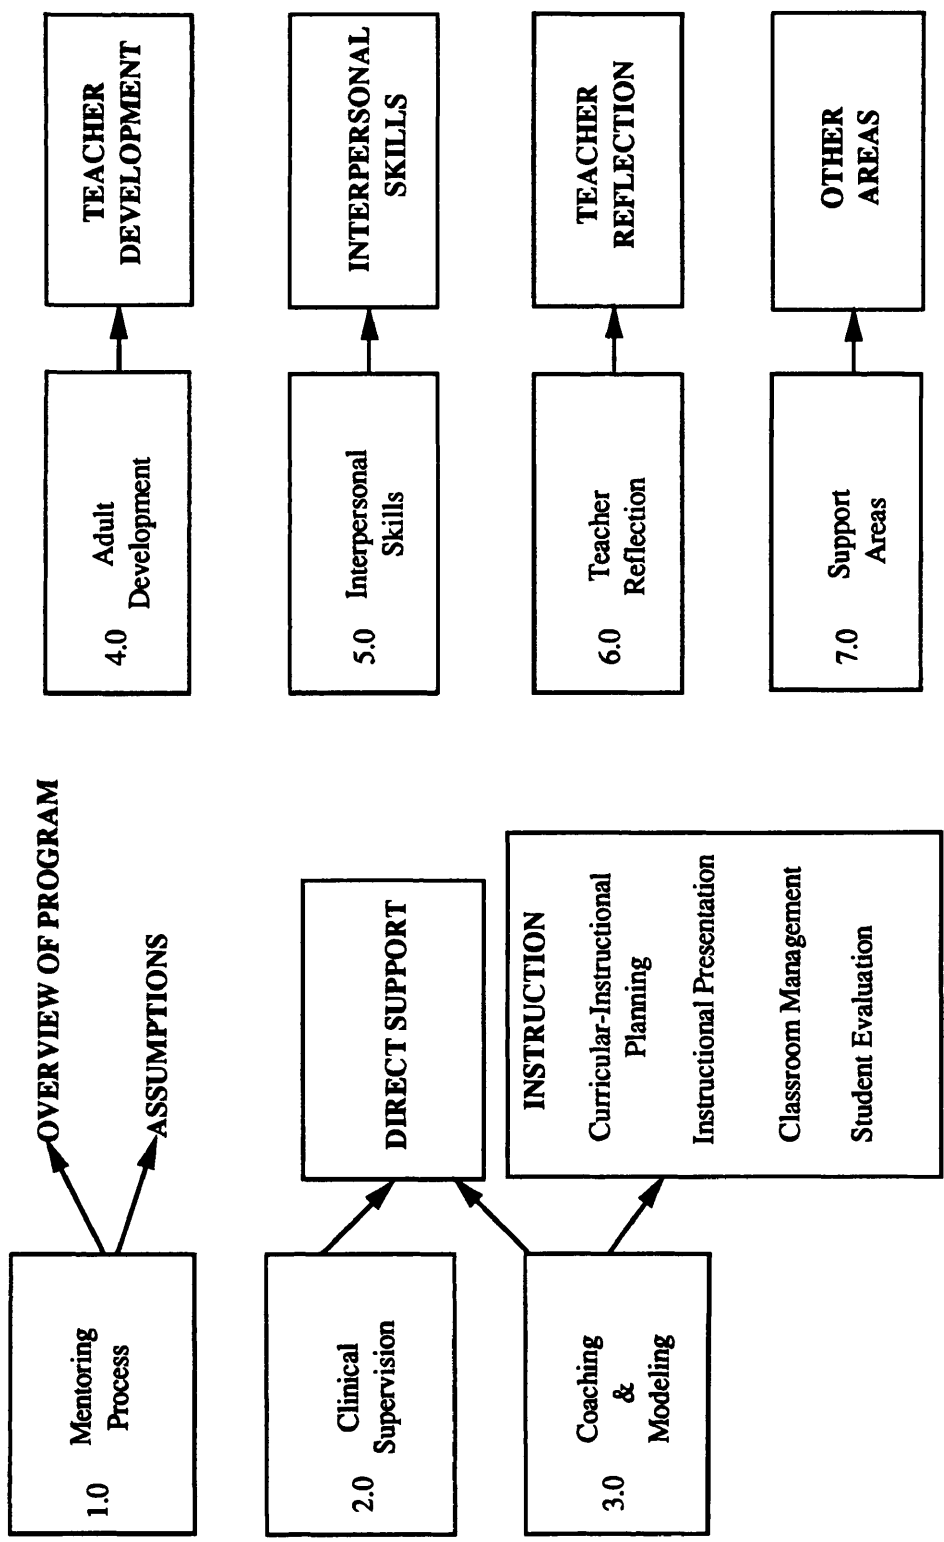 1.0
Mentoring
Process
OVERVIEW OF PROGRAM
ASSUMPTIONS
2.0
Clinical
Supervision
DIRECT SUPPORT
3.0
Coaching
&
Modeling
INSTRUCTION
Curricular-Instructional
Planning
Instructional Presentation
Classroom Management
Student Evaluation
4.0
Adult
Development
TEACHER
DEVELOPMENT
5.0
Interpersonal
Skills
INTERPERSONAL
SKILLS
6.0
Teacher
Reflection
TEACHER
REFLECTION
7.0
Support
Areas
OTHER
AREAS